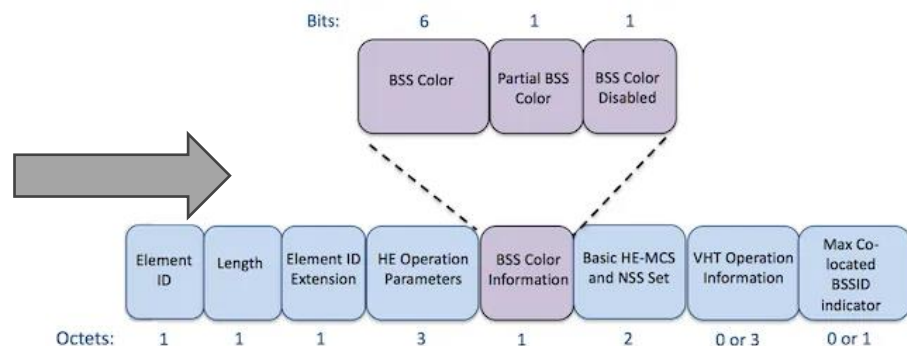 Bits: 6 1 1
BSS Color
Partial BSS
Color
BSS Color
Disabled
Element
ID
Length
Element ID
Extension
HE Operation
Parameters
BSS Color
Information
Basic HE-MCS
and NSS Set
VHT Operation
Information
Max Co-
located
BSSID
indicator
Octets: 1 1 1 3 1 2 0 or 3 0 or 1